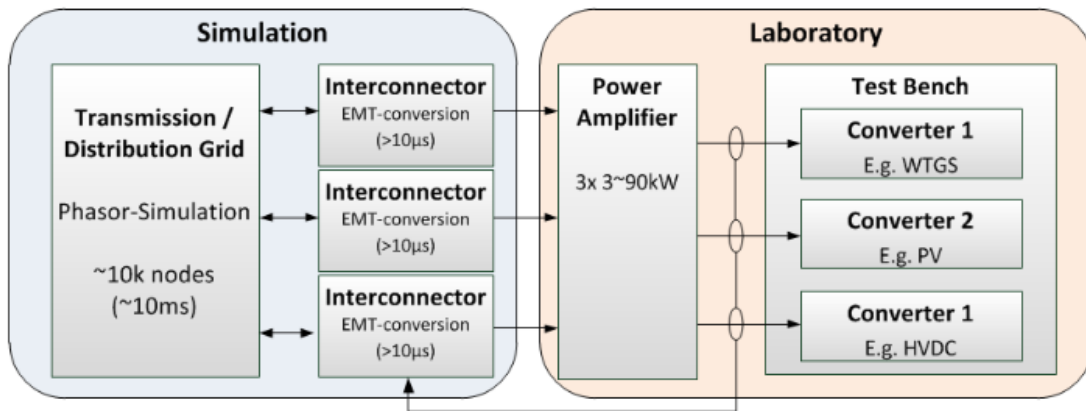 Simulation
Transmission /
Distribution Grid
Phasor-Simulation
~10k nodes
(~10ms)
Interconnector
EMT-conversion
(>10µs)
Interconnector
EMT-conversion
(>10µs)
Interconnector
EMT-conversion
(>10µs)
Laboratory
Power
Amplifier
3x 3~90kW
Test Bench
Converter 1
E.g. WTGS
Converter 2
E.g. PV
Converter 1
E.g. HVDC